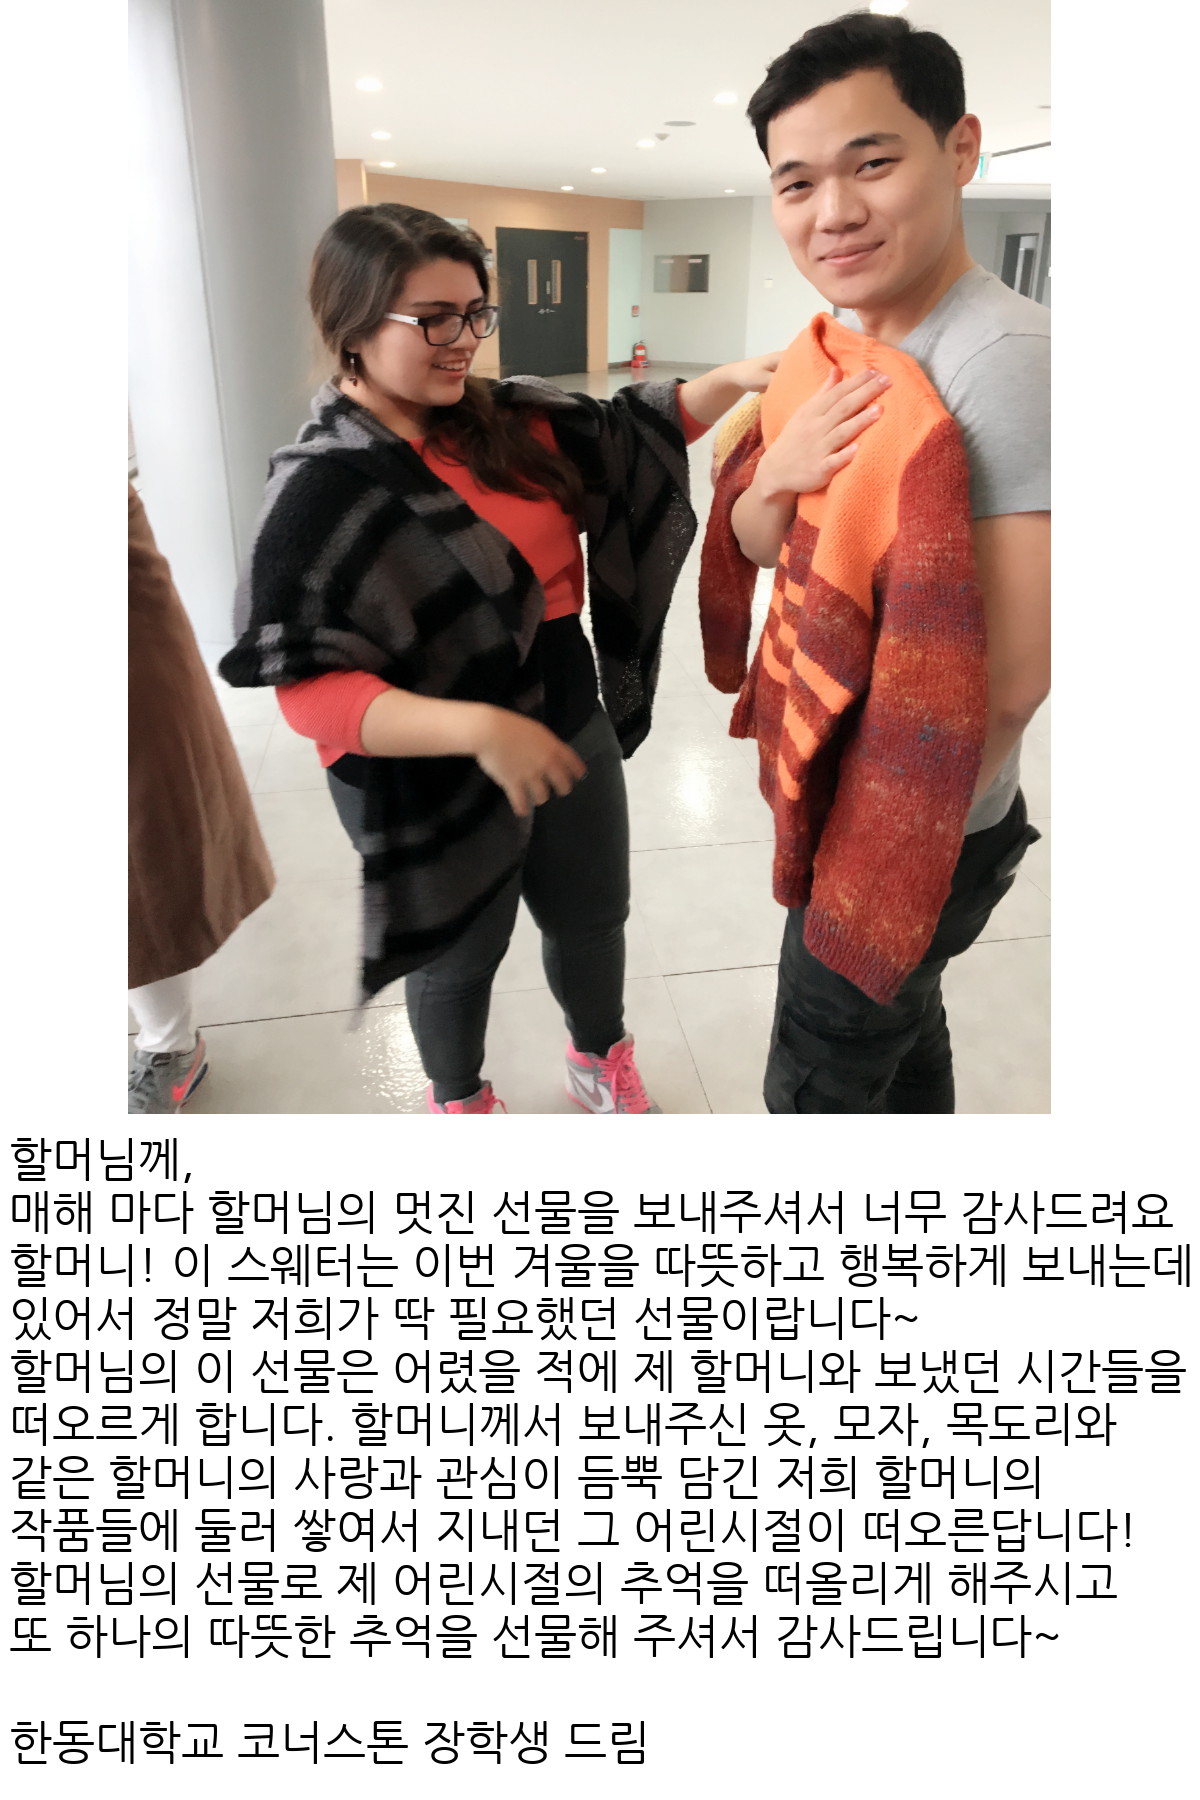 할머님께,
매해 마다 할머님의 멋진 선물을 보내주셔서 너무 감사드려요
할머니! 이 스웨터는 이번 겨울을 따뜻하고 행복하게 보내는데
있어서 정말 저희가 딱 필요했던 선물이랍니다~
할머님의 이 선물은 어렸을 적에 제 할머니와 보냈던 시간들을
떠오르게 합니다. 할머니께서 보내주신 옷, 모자, 목도리와
같은 할머니의 사랑과 관심이 듬뿍 담긴 저희 할머니의
작품들에 둘러 쌓여서 지내던 그 어린시절이 떠오른답니다!
할머님의 선물로 제 어린시절의 추억을 떠올리게 해주시고
또 하나의 따뜻한 추억을 선물해 주셔서 감사드립니다~
한동대학교 코너스톤 장학생 드림